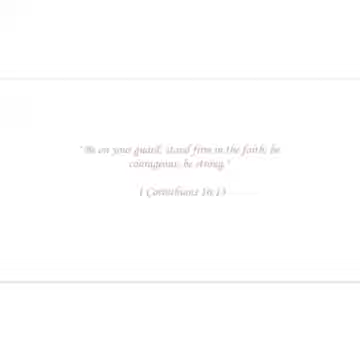 "Be on your guard; stand firm in the faith; be
courageous; be strong."
1 Corinthians 16:13